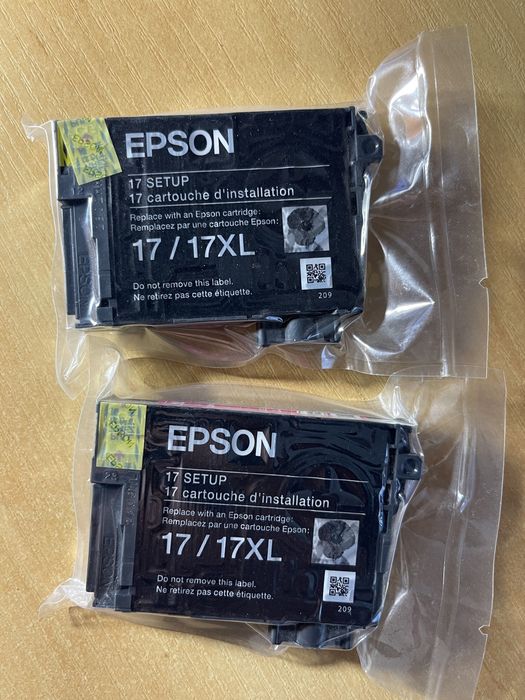 EPSON
17 SETUP
17 cartouche d'installation
Replace with an Epson cartridge:
Remplacez par une cartouche Epson:
17 / 17XL
Do not remove this label.
Ne retirez pas cette étiquette.
209
EPSON
17 SETUP
17 cartouche d'installation
Replace with an Epson cartridge:
Remplacez par une cartouche Epson:
17 / 17XL
Do not remove this label.
Ne retirez pas cette étiquette.
209